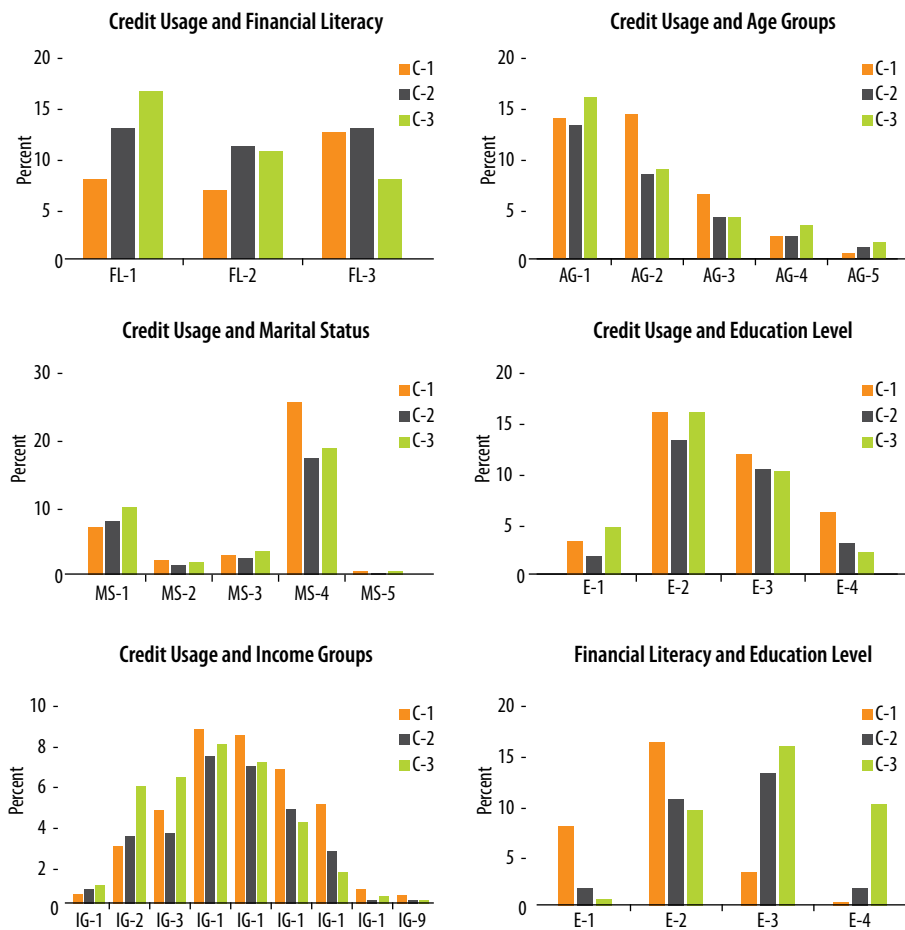 Credit Usage and Financial Literacy
20 -
15 -
10 -
5 -
0
Percent
C-1
C-2
C-3
FL-1 FL-2 FL-3
Credit Usage and Age Groups
20 -
15 -
10 -
5 -
0
Percent
C-1
C-2
C-3
AG-1 AG-2 AG-3 AG-4 AG-5
Credit Usage and Marital Status
30 -
20 -
10 -
0
Percent
C-1
C-2
C-3
MS-1 MS-2 MS-3 MS-4 MS-5
Credit Usage and Education Level
20 -
15 -
10 -
5 -
0
Percent
C-1
C-2
C-3
E-1 E-2 E-3 E-4
Credit Usage and Income Groups
10 -
8 -
6 -
4 -
2 -
0
Percent
C-1
C-2
C-3
IG-1 IG-2 IG-3 IG-1 IG-1 IG-1 IG-1 IG-1 IG-9
Financial Literacy and Education Level
20 -
15 -
10 -
5 -
0
Percent
C-1
C-2
C-3
E-1 E-2 E-3 E-4